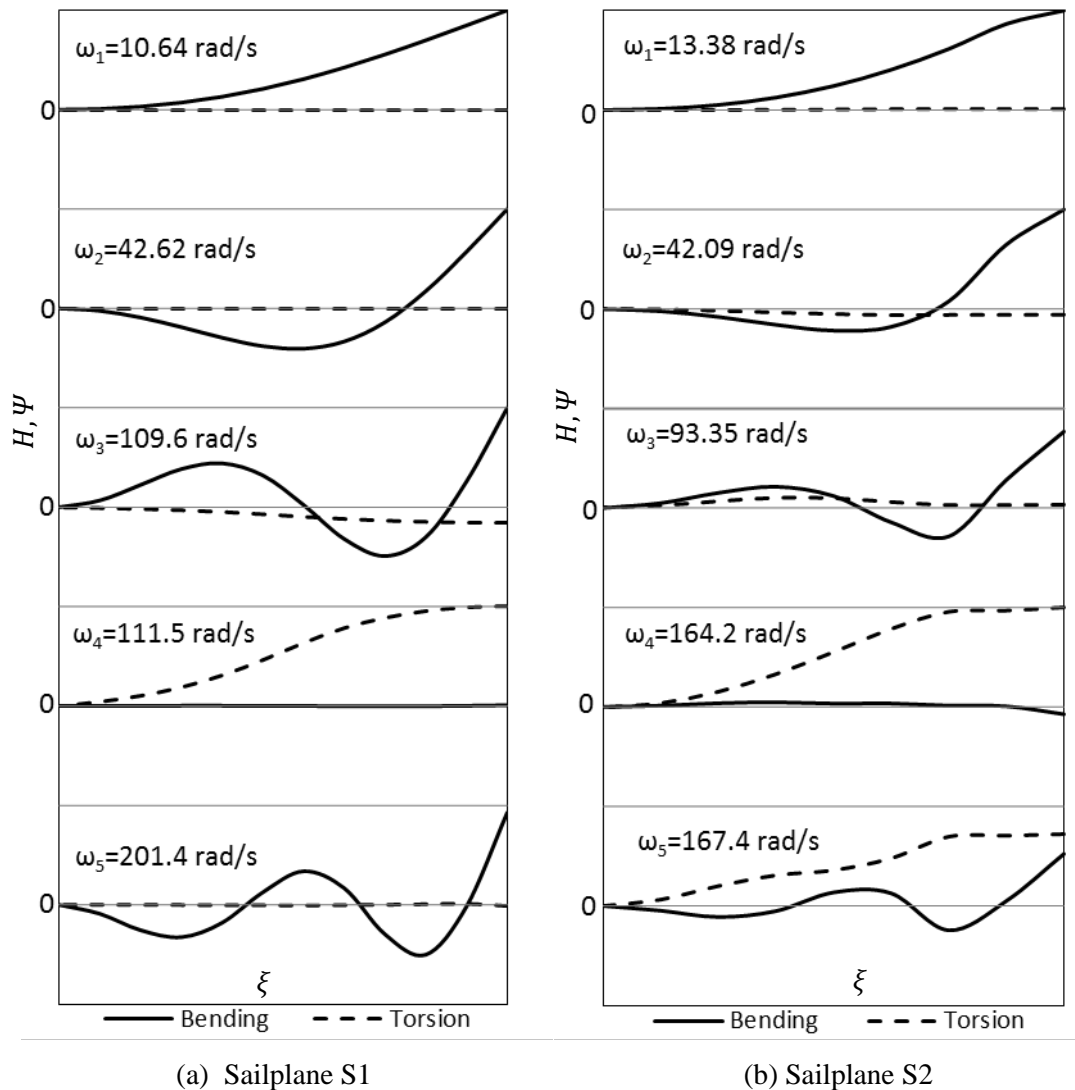 ω₁=10.64 rad/s
0
ω₂=42.62 rad/s
0
H, Ψ
ω₃=109.6 rad/s
0
ω₄=111.5 rad/s
0
ω₅=201.4 rad/s
0
ξ
Bending Torsion
(a) Sailplane S1
ω₁=13.38 rad/s
0
ω₂=42.09 rad/s
0
H, Ψ
ω₃=93.35 rad/s
0
ω₄=164.2 rad/s
0
ω₅=167.4 rad/s
0
ξ
Bending Torsion
(b) Sailplane S2